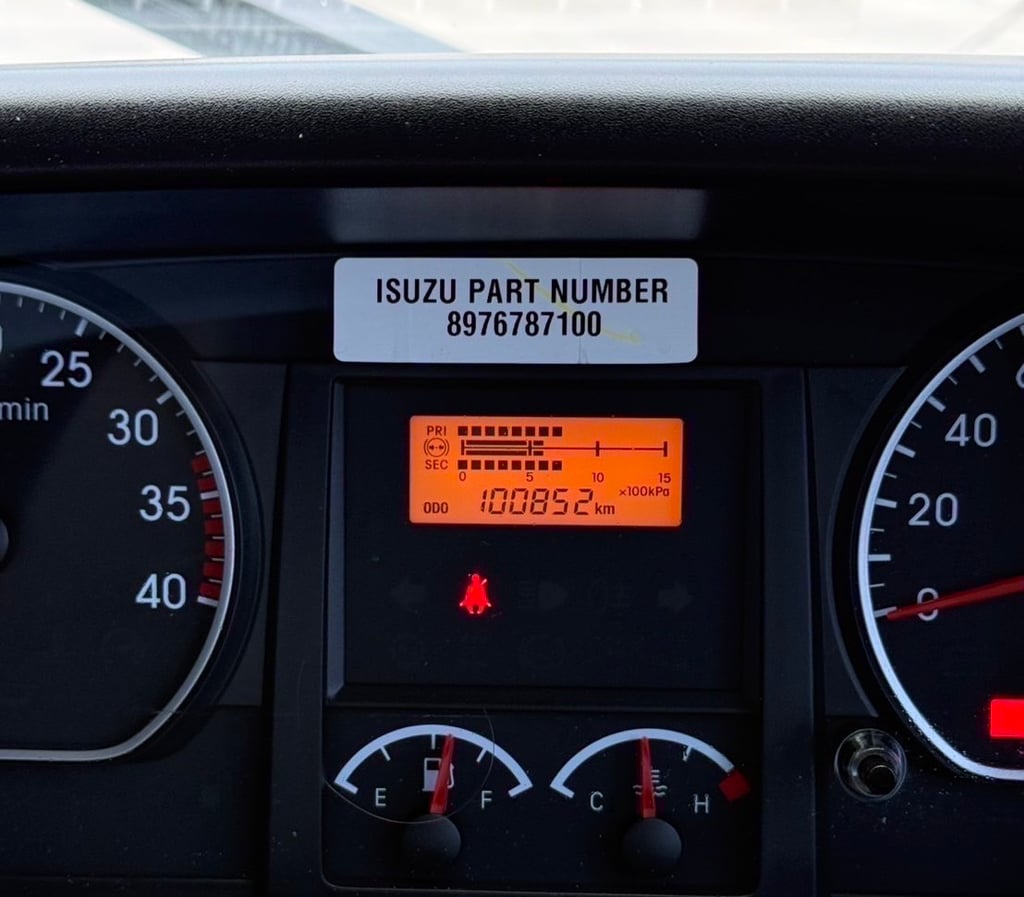 ISUZU PART NUMBER
8976787100
25
min
30
35
40
PRI
SEC
0 5 10 15
×100kPa
ODO 100852 km
40
20
0
E F
C H